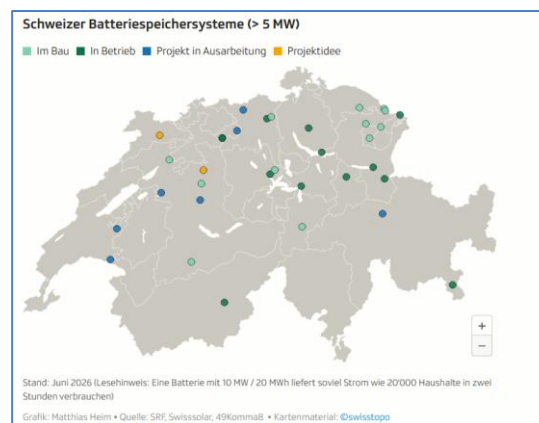 Schweizer Batteriespeichersysteme (> 5 MW)
Im Bau In Betrieb Projekt in Ausarbeitung Projektidee
+
−
Stand: Juni 2026 (Lesehinweis: Eine Batterie mit 10 MW / 20 MWh liefert soviel Strom wie 20'000 Haushalte in zwei
Stunden verbrauchen)
Grafik: Matthias Heim • Quelle: SRF, Swisssolar, 49Komma8 • Kartenmaterial: ©swisstopo